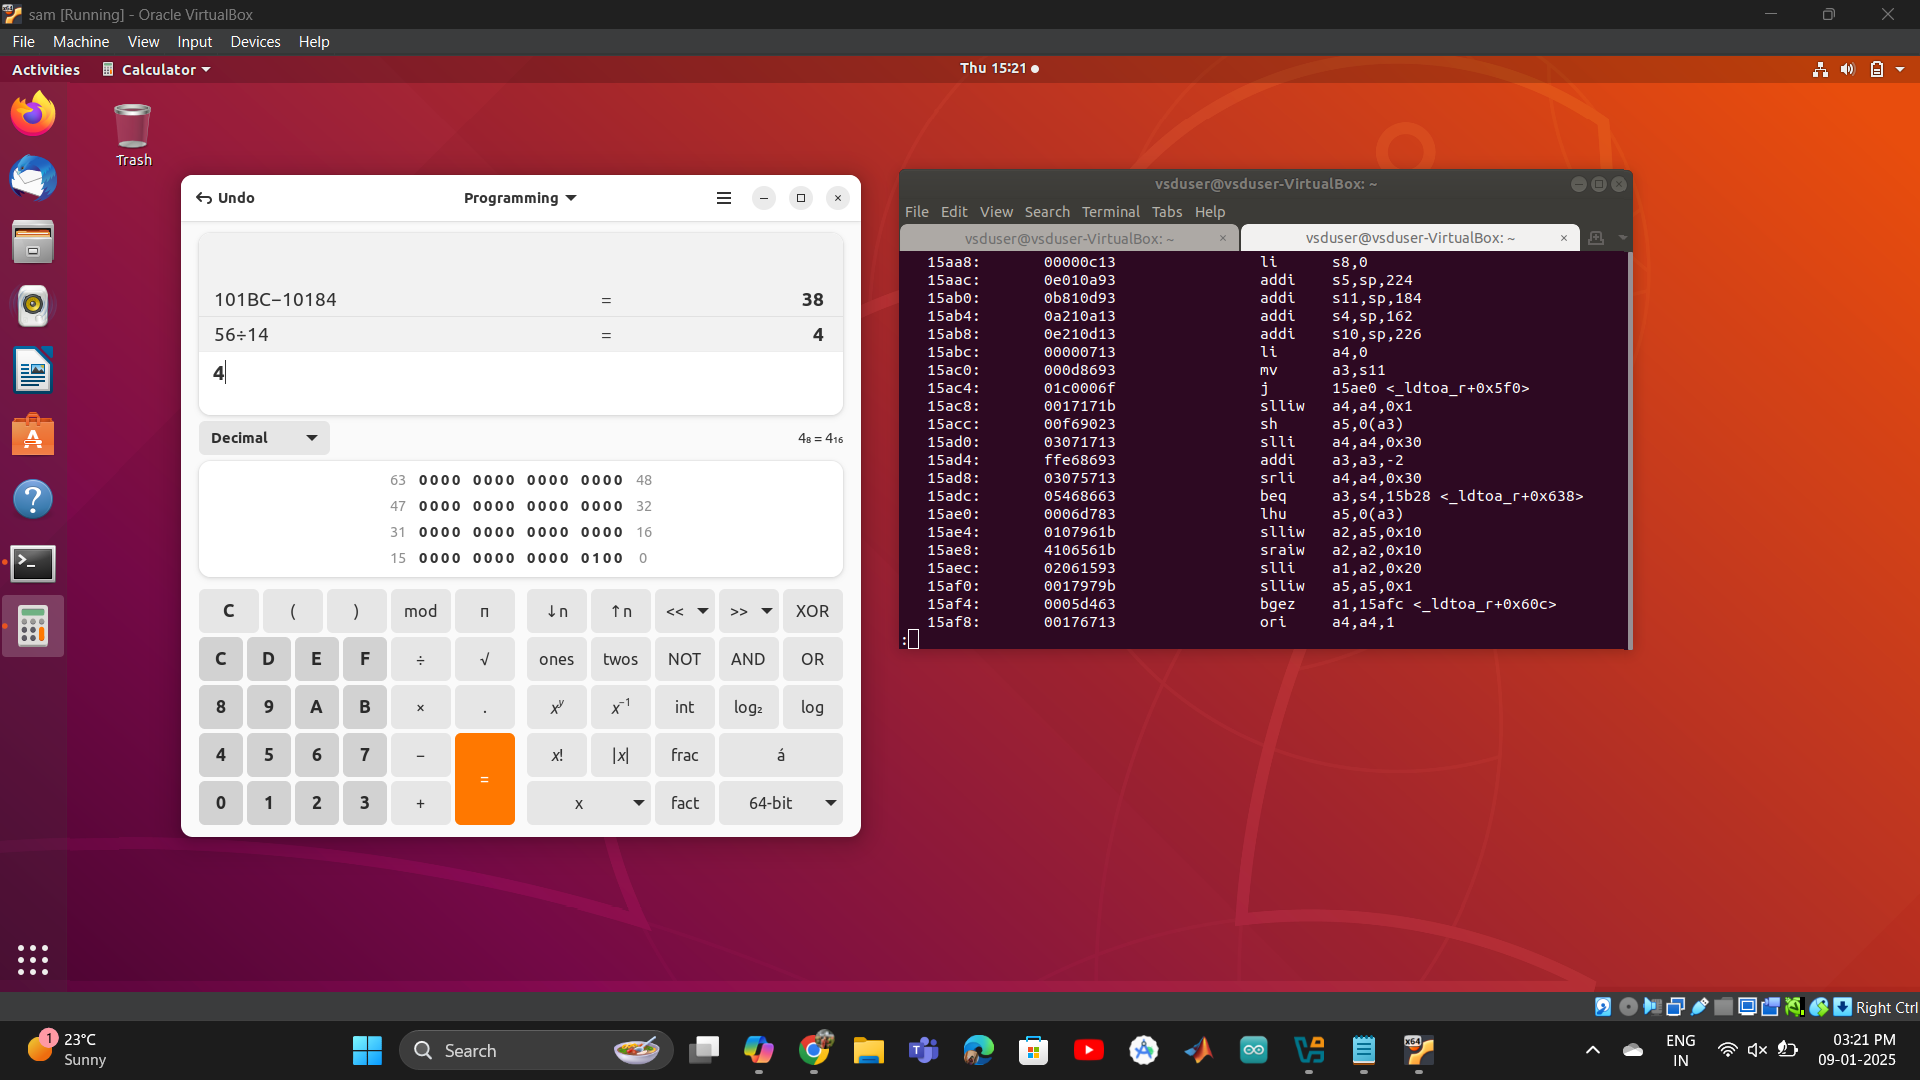 sam [Running] - Oracle VirtualBox
File Machine View Input Devices Help
Activities Calculator Thu 15:21
Trash
Undo Programming
101BC−10184 = 38
56÷14 = 4
4
Decimal 4₈ = 4₁₆
63 0000 0000 0000 0000 48
47 0000 0000 0000 0000 32
31 0000 0000 0000 0000 16
15 0000 0000 0000 0100 0
C ( ) mod π ↓n ↑n << >> XOR
C D E F ÷ √ ones twos NOT AND OR
8 9 A B × . xʸ x⁻¹ int log₂ log
4 5 6 7 − = x! |x| frac á
0 1 2 3 + x fact 64-bit
vsduser@vsduser-VirtualBox: ~
File Edit View Search Terminal Tabs Help
vsduser@vsduser-VirtualBox: ~ × vsduser@vsduser-VirtualBox: ~ ×
15aa8: 00000c13 li s8,0
15aac: 0e010a93 addi s5,sp,224
15ab0: 0b810d93 addi s11,sp,184
15ab4: 0a210a13 addi s4,sp,162
15ab8: 0e210d13 addi s10,sp,226
15abc: 00000713 li a4,0
15ac0: 000d8693 mv a3,s11
15ac4: 01c0006f j 15ae0 <_ldtoa_r+0x5f0>
15ac8: 0017171b slliw a4,a4,0x1
15acc: 00f69023 sh a5,0(a3)
15ad0: 03071713 slli a4,a4,0x30
15ad4: ffe68693 addi a3,a3,-2
15ad8: 03075713 srli a4,a4,0x30
15adc: 05468663 beq a3,s4,15b28 <_ldtoa_r+0x638>
15ae0: 0006d783 lhu a5,0(a3)
15ae4: 0107961b slliw a2,a5,0x10
15ae8: 4106561b sraiw a2,a2,0x10
15aec: 02061593 slli a1,a2,0x20
15af0: 0017979b slliw a5,a5,0x1
15af4: 0005d463 bgez a1,15afc <_ldtoa_r+0x60c>
15af8: 00176713 ori a4,a4,1
:
Right Ctrl
1
23°C
Sunny
Search
x64
ENG
IN
03:21 PM
09-01-2025